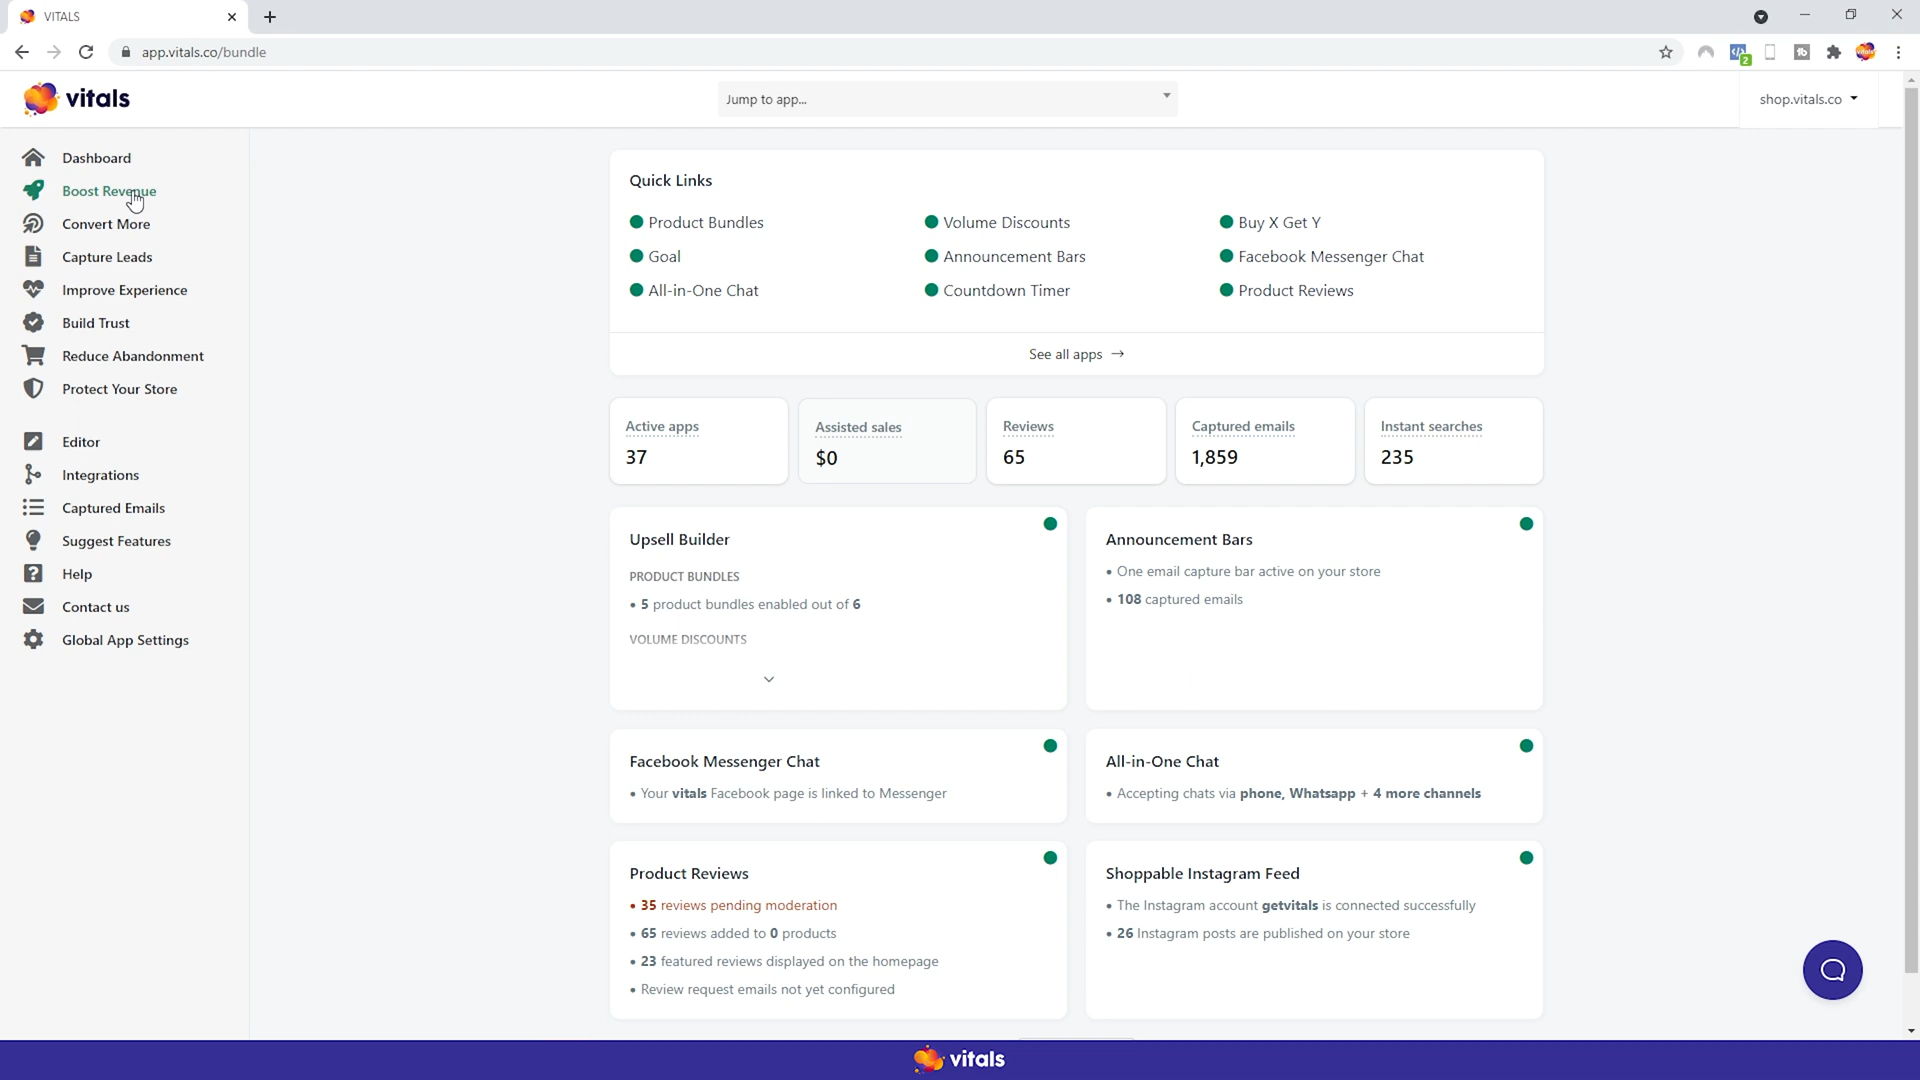 VITALS
app.vitals.co/bundle
2
vitals
Jump to app...
shop.vitals.co
Dashboard
Boost Revenue
Convert More
Capture Leads
Improve Experience
Build Trust
Reduce Abandonment
Protect Your Store
Editor
Integrations
Captured Emails
Suggest Features
Help
Contact us
Global App Settings
Quick Links
Product Bundles
Volume Discounts
Buy X Get Y
Goal
Announcement Bars
Facebook Messenger Chat
All-in-One Chat
Countdown Timer
Product Reviews
See all apps →
Active apps
37
Assisted sales
$0
Reviews
65
Captured emails
1,859
Instant searches
235
Upsell Builder
PRODUCT BUNDLES
• 5 product bundles enabled out of 6
VOLUME DISCOUNTS
Announcement Bars
• One email capture bar active on your store
• 108 captured emails
Facebook Messenger Chat
• Your vitals Facebook page is linked to Messenger
All-in-One Chat
• Accepting chats via phone, Whatsapp + 4 more channels
Product Reviews
• 35 reviews pending moderation
• 65 reviews added to 0 products
• 23 featured reviews displayed on the homepage
• Review request emails not yet configured
Shoppable Instagram Feed
• The Instagram account getvitals is connected successfully
• 26 Instagram posts are published on your store
vitals